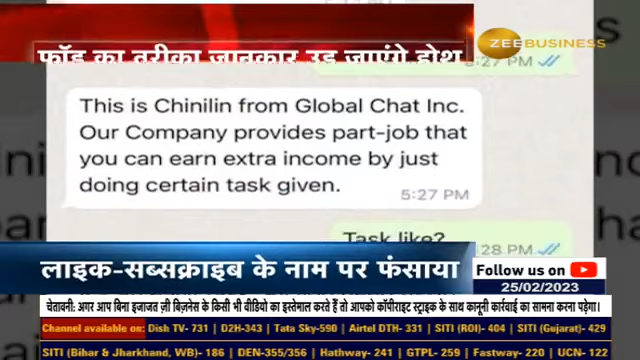 फ्रॉड का तरीका जानकार उड़ जाएंगे होश
ZEEBUSINESS
5:27 PM
This is Chinilin from Global Chat Inc.
Our Company provides part-job that
you can earn extra income by just
doing certain task given.
5:27 PM
Task like?
:28 PM
लाइक-सब्सक्राइब के नाम पर फंसाया
Follow us on
25/02/2023
चेतावनी: अगर आप बिना इजाजत ज़ी बिज़नेस के किसी भी वीडियो का इस्तेमाल करते हैं तो आपको कॉपीराइट स्ट्राइक के साथ कानूनी कार्रवाई का सामना करना पड़ेगा।
Channel available on: Dish TV- 731 | D2H-343 | Tata Sky-590 | Airtel DTH- 331 | SITI (ROI) - 404 | SITI (Gujarat) - 429
SITI (Bihar & Jharkhand, WB)- 186 | DEN-355/356 | Hathway-241 | GTPL-259 | Fastway-220 | UCN-122